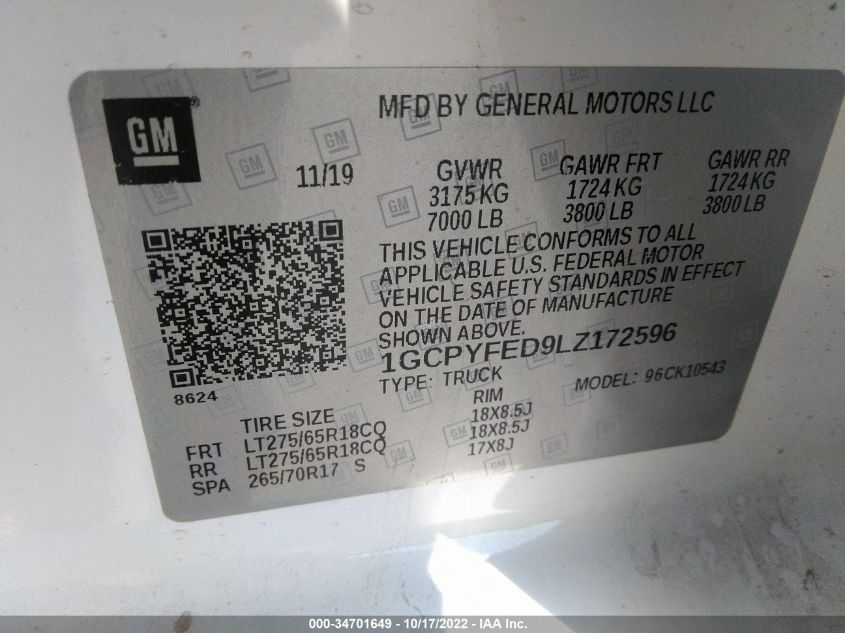 GM
MFD BY GENERAL MOTORS LLC
11/19
GVWR GAWR FRT GAWR RR
3175 KG 1724 KG 1724 KG
7000 LB 3800 LB 3800 LB
THIS VEHICLE CONFORMS TO ALL
APPLICABLE U.S. FEDERAL MOTOR
VEHICLE SAFETY STANDARDS IN EFFECT
ON THE DATE OF MANUFACTURE
SHOWN ABOVE.
1GCPYFED9LZ172596
8624
TYPE: TRUCK MODEL: 96CK10543
TIRE SIZE RIM
FRT LT275/65R18CQ 18X8.5J
RR LT275/65R18CQ 18X8.5J
SPA 265/70R17 S 17X8J
000-34701649 - 10/17/2022 - IAA Inc.